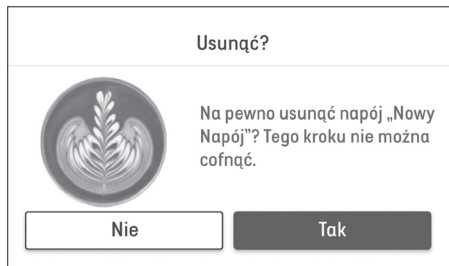 Usunąć?
Na pewno usunąć napój „Nowy
Napój”? Tego kroku nie można
cofnąć.
Nie
Tak